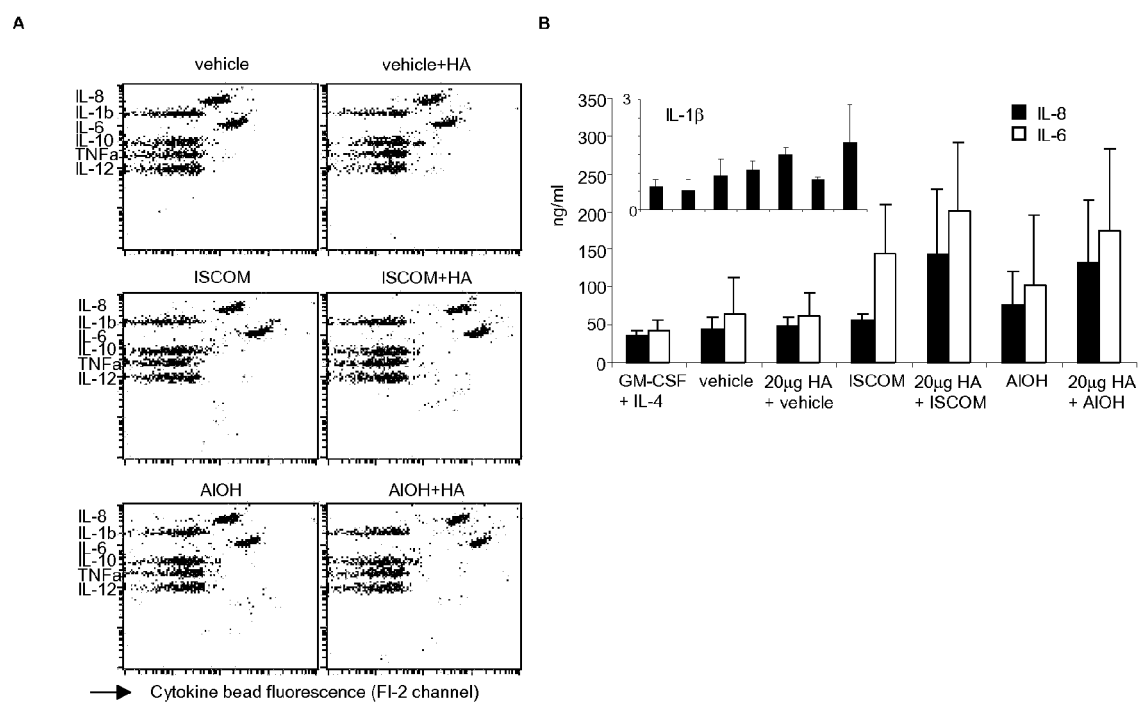 A
vehicle
vehicle+HA
IL-8
IL-1b
IL-6
IL-10
TNFa
IL-12
ISCOM
ISCOM+HA
IL-8
IL-1b
IL-6
IL-10
TNFa
IL-12
AlOH
AlOH+HA
IL-8
IL-1b
IL-6
IL-10
TNFa
IL-12
Cytokine bead fluorescence (Fl-2 channel)
B
ng/ml
350
300
250
200
150
100
50
0
3
0
IL-1β
IL-8
IL-6
GM-CSF
+ IL-4
vehicle
20µg HA
+ vehicle
ISCOM
20µg HA
+ ISCOM
AlOH
20µg HA
+ AlOH